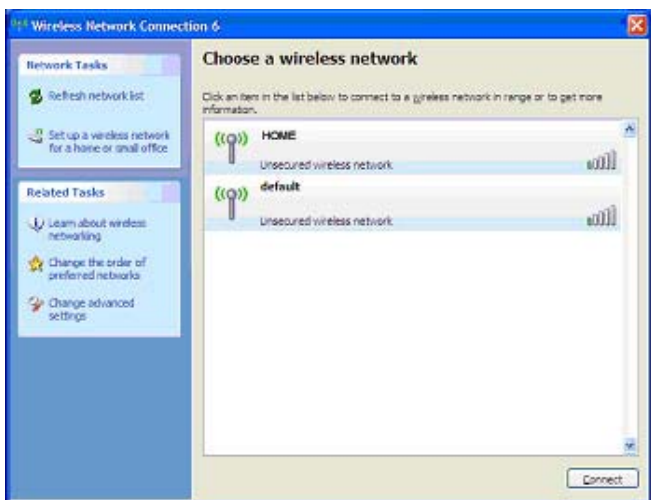 Wireless Network Connection 6
Network Tasks
Refresh network list
Set up a wireless network
for a home or small office
Related Tasks
Learn about wireless
networking
Change the order of
preferred networks
Change advanced
settings
Choose a wireless network
Click an item in the list below to connect to a wireless network in range or to get more
information.
HOME
Unsecured wireless network
default
Unsecured wireless network
Connect